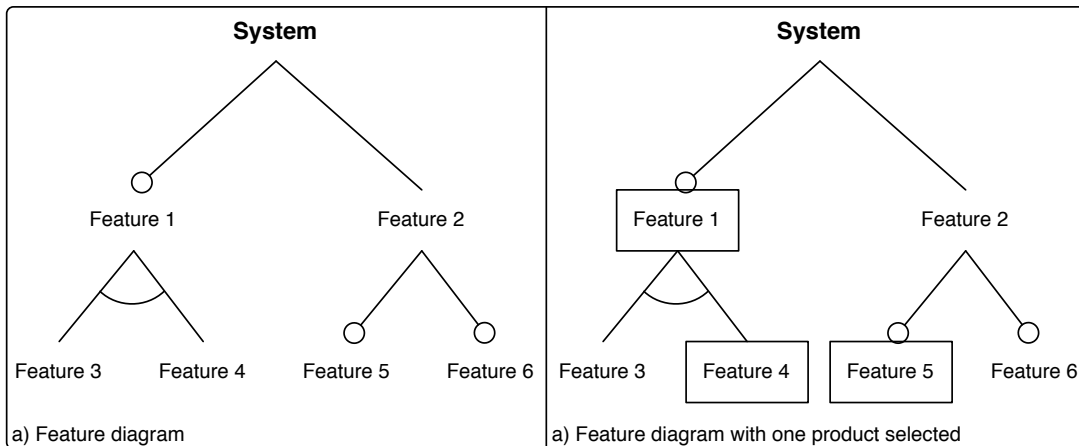 System
Feature 1
Feature 2
Feature 3
Feature 4
Feature 5
Feature 6
a) Feature diagram
System
Feature 1
Feature 2
Feature 3
Feature 4
Feature 5
Feature 6
a) Feature diagram with one product selected